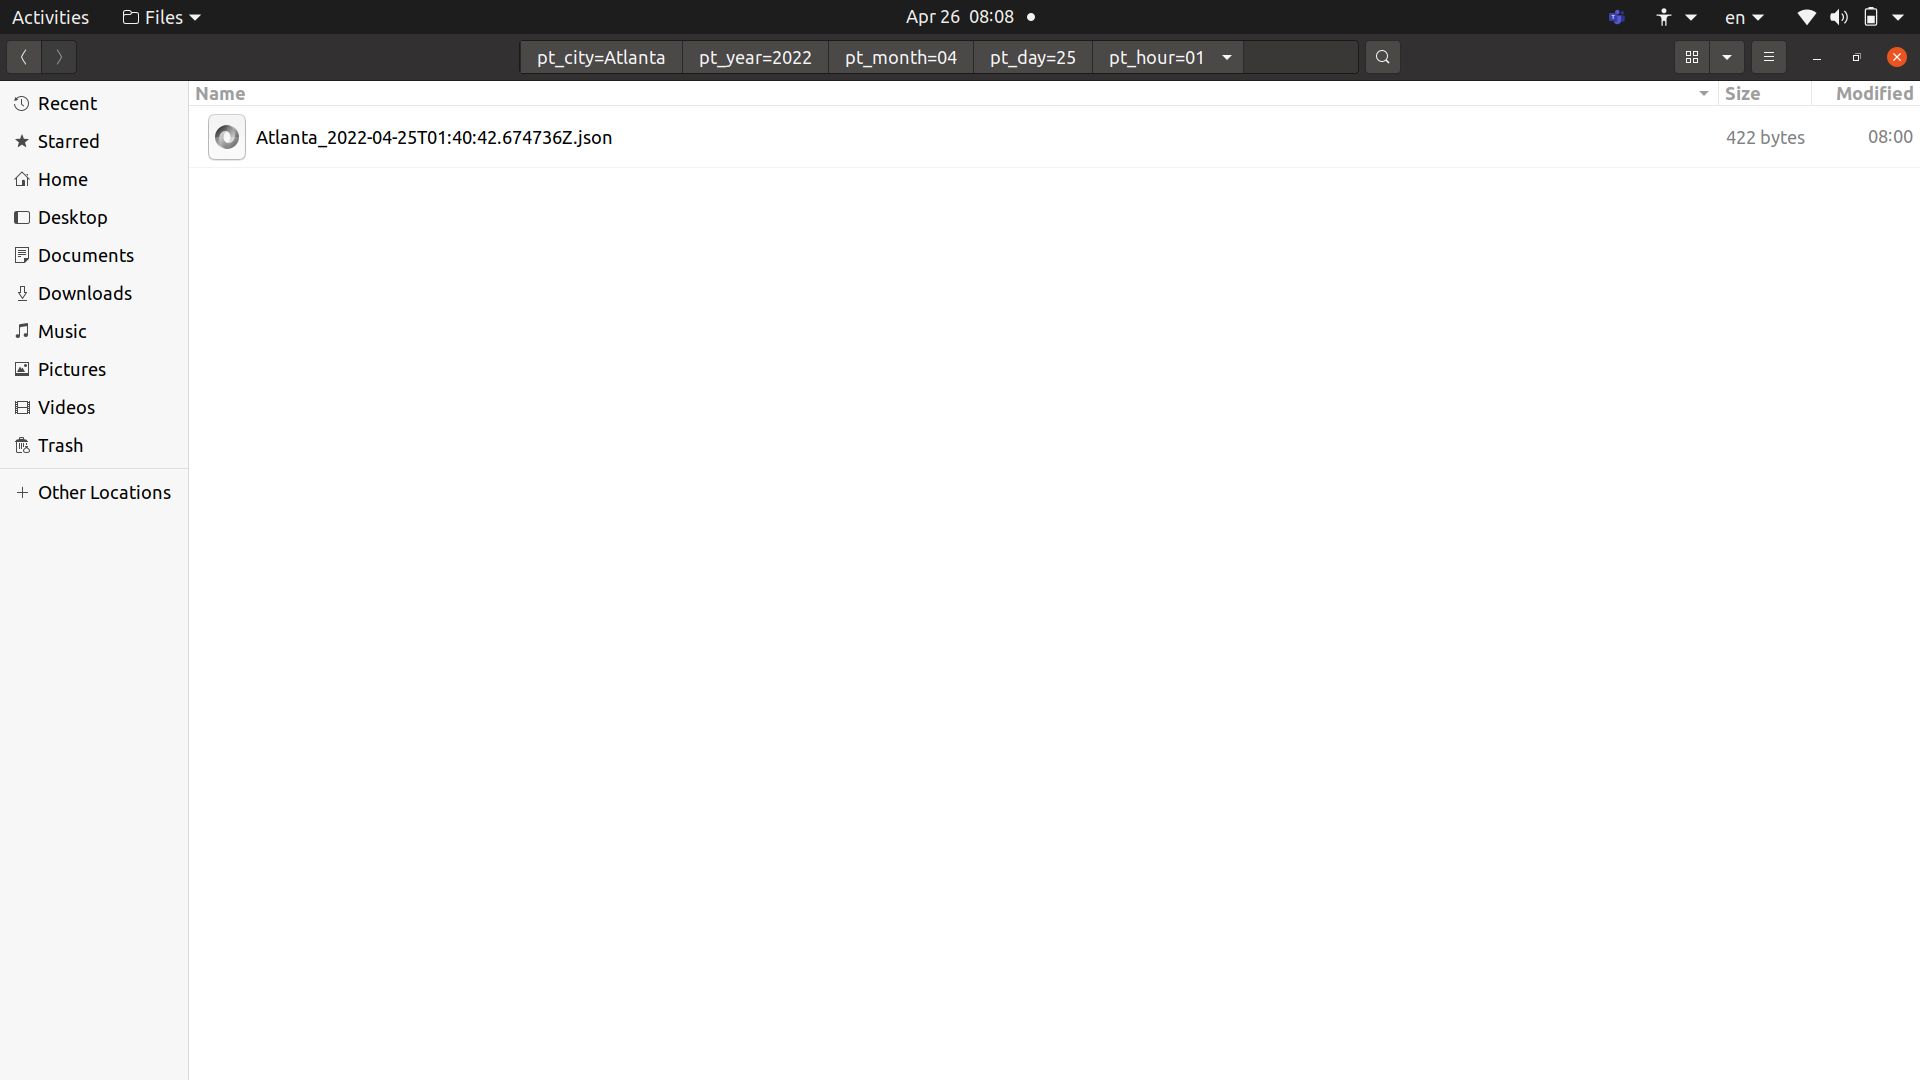 Activities Files Apr 26 08:08 en
pt_city=Atlanta pt_year=2022 pt_month=04 pt_day=25 pt_hour=01
Name Size Modified
Atlanta_2022-04-25T01:40:42.674736Z.json 422 bytes 08:00
Recent
Starred
Home
Desktop
Documents
Downloads
Music
Pictures
Videos
Trash
Other Locations